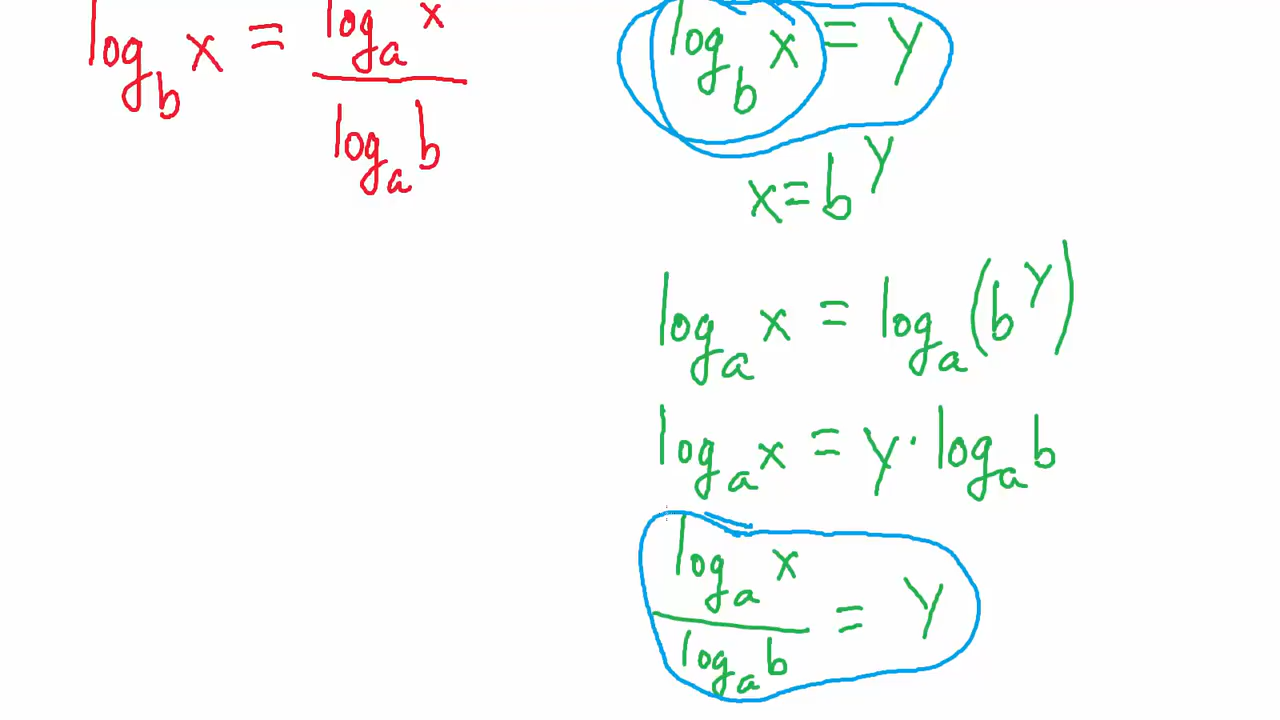 log_b x = log_a x / log_a b
log_b x = y
x = b^y
log_a x = log_a (b^y)
log_a x = y · log_a b
log_a x / log_a b = y